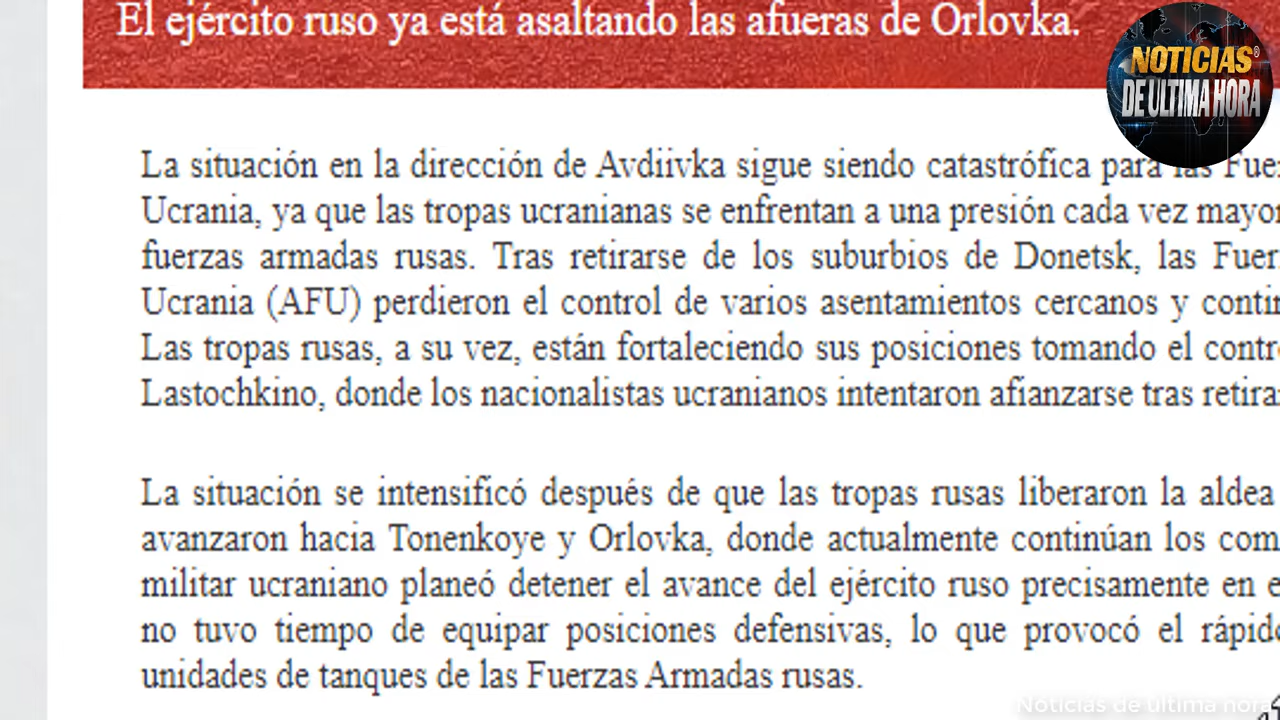 El ejército ruso ya está asaltando las afueras de Orlovka.
NOTICIAS®
DE ULTIMA HORA
La situación en la dirección de Avdiivka sigue siendo catastrófica para las
Ucrania, ya que las tropas ucranianas se enfrentan a una presión cada vez mayor
fuerzas armadas rusas. Tras retirarse de los suburbios de Donetsk, las
Ucrania (AFU) perdieron el control de varios asentamientos cercanos y
Las tropas rusas, a su vez, están fortaleciendo sus posiciones tomando el
Lastochkino, donde los nacionalistas ucranianos intentaron afianzarse tras
La situación se intensificó después de que las tropas rusas liberaron la aldea
avanzaron hacia Tonenkoye y Orlovka, donde actualmente continúan los
militar ucraniano planeó detener el avance del ejército ruso precisamente en
no tuvo tiempo de equipar posiciones defensivas, lo que provocó el
unidades de tanques de las Fuerzas Armadas rusas.
Noticias de ultima hora